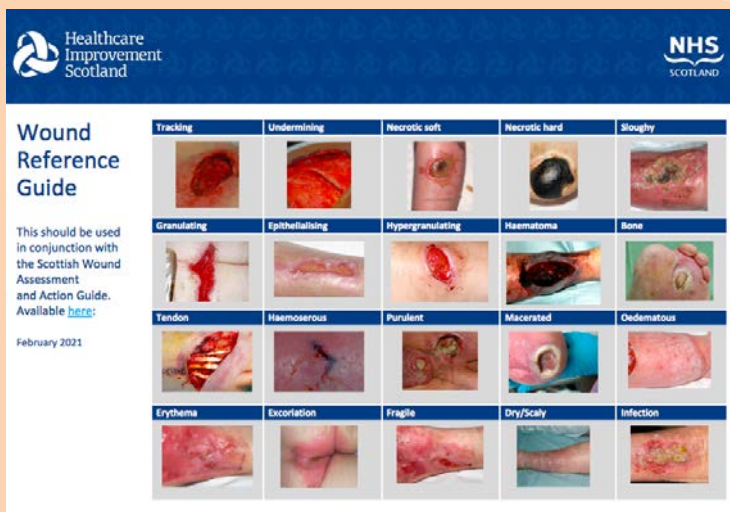 Healthcare
Improvement
Scotland
NHS
SCOTLAND
Wound
Reference
Guide
This should be used
in conjunction with
the Scottish Wound
Assessment
and Action Guide.
Available here:
February 2021
Tracking
Undermining
Necrotic soft
Necrotic hard
Sloughy
Granulating
Epithelialising
Hypergranulating
Haematoma
Bone
Tendon
Haemoserous
Purulent
Macerated
Oedematous
Erythema
Excoriation
Fragile
Dry/Scaly
Infection